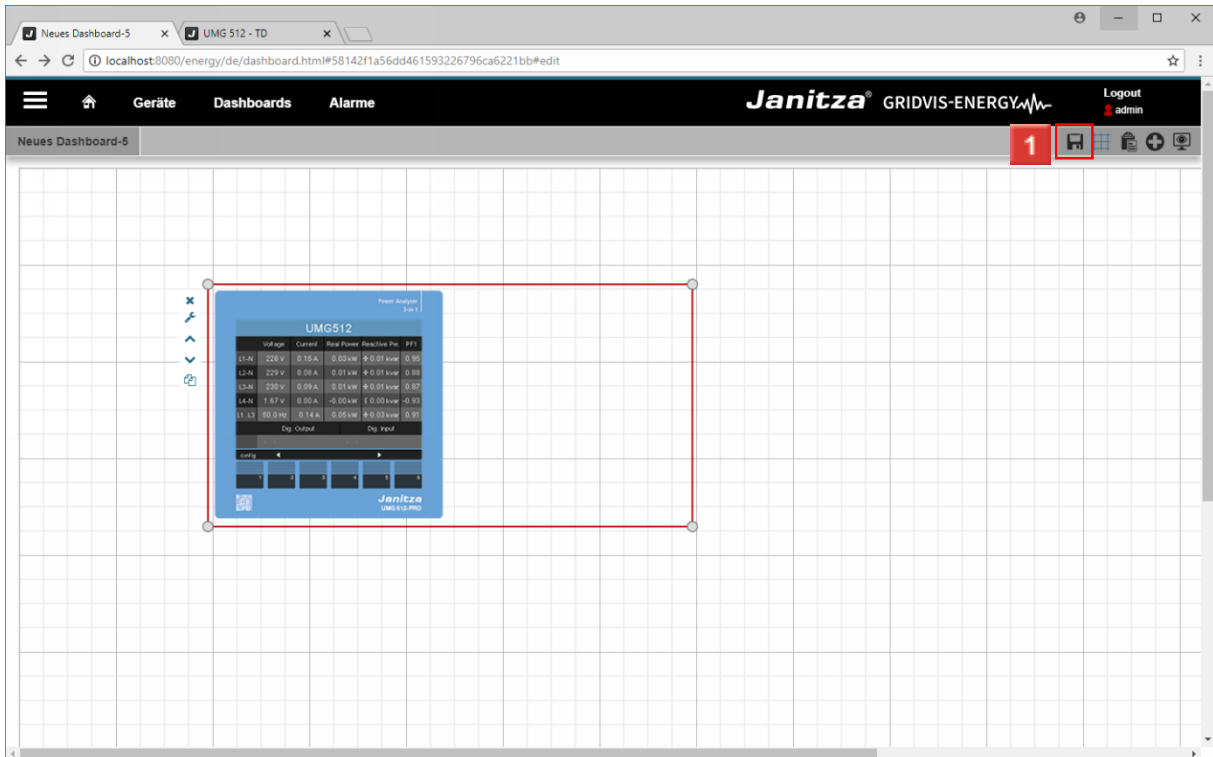 Neues Dashboard-5
UMG 512 - TD
localhost:8080/energy/de/dashboard.html#58142f1a56dd461593226796ca6221bb#edit
Geräte Dashboards Alarme
Janitza® GRIDVIS-ENERGY
Logout
admin
Neues Dashboard-5
1
Power Analyser
3-in-1
UMG512
Voltage Current Real Power Reactive Pw. PF1
L1-N 228 V 0.15 A 0.03 kW 0.01 kvar 0.95
L2-N 229 V 0.08 A 0.01 kW 0.01 kvar 0.88
L3-N 230 V 0.09 A 0.01 kW 0.01 kvar 0.87
L4-N 1.67 V 0.00 A -0.00 kW 0.00 kvar -0.93
L1..L3 50.0 Hz 0.14 A 0.05 kW 0.03 kvar 0.91
Dig. Output Dig. Input
config
1 2 3 4 5 6
Janitza
UMG 512-PRO